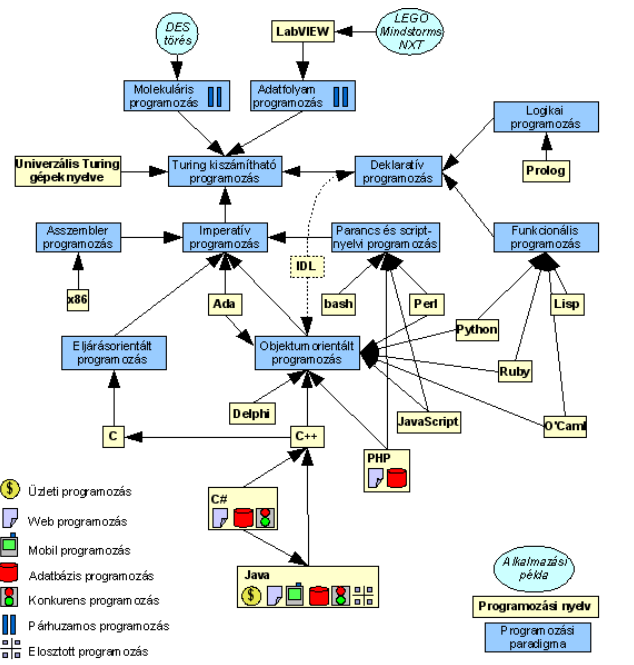 DES
törés
LabVIEW
LEGO
Mindstorms
NXT
Molekuláris
programozás
Adatfolyam
programozás
Logikai
programozás
Univerzális Turing
gépek nyelve
Turing kiszámítható
programozás
Deklaratív
programozás
Prolog
Asszembler
programozás
Imperatív
programozás
Parancs és script-
nyelvi programozás
Funkcionális
programozás
IDL
x86
Ada
bash
Perl
Lisp
Python
Eljárásorientált
programozás
Objektum orientált
programozás
Ruby
Delphi
JavaScript
O'Caml
C
C++
PHP
C#
Java
$ Üzleti programozás
Web programozás
Mobil programozás
Adatbázis programozás
Konkurens programozás
Párhuzamos programozás
Elosztott programozás
$
Alkalmazási
példa
Programozási nyelv
Programozási
paradigma